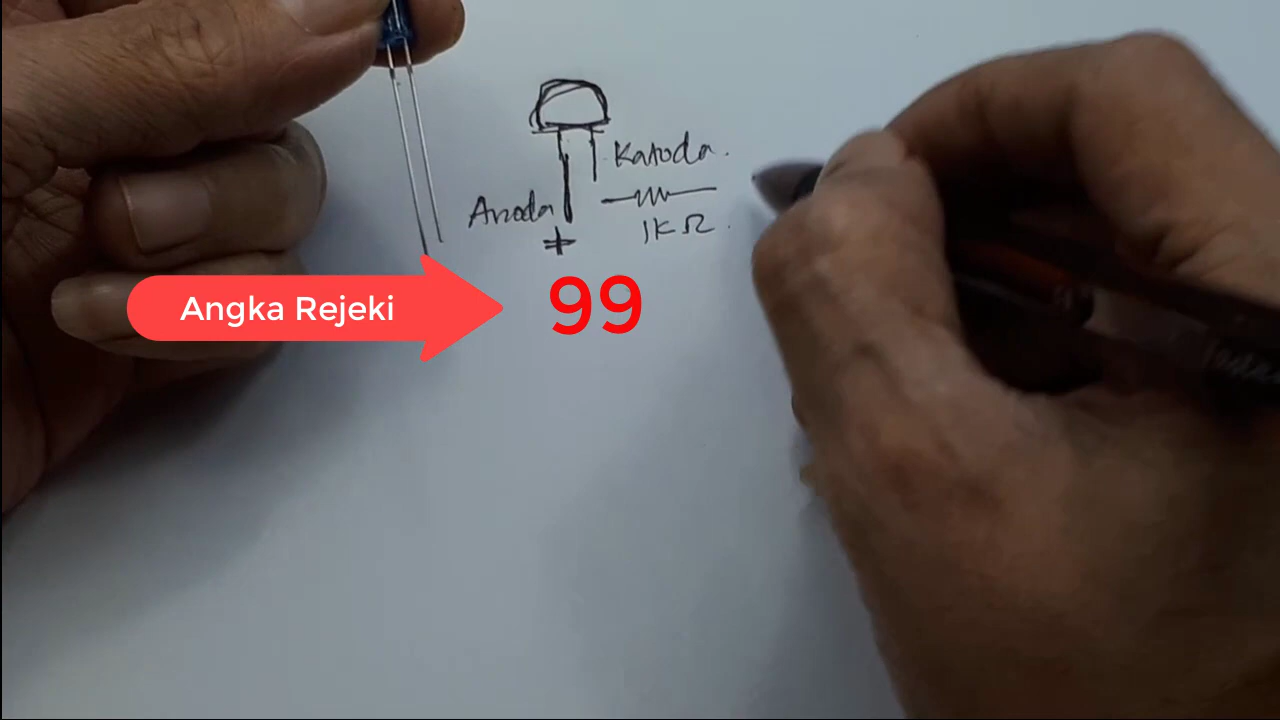 Katoda.
Anoda
+
1KΩ.
Angka Rejeki
99